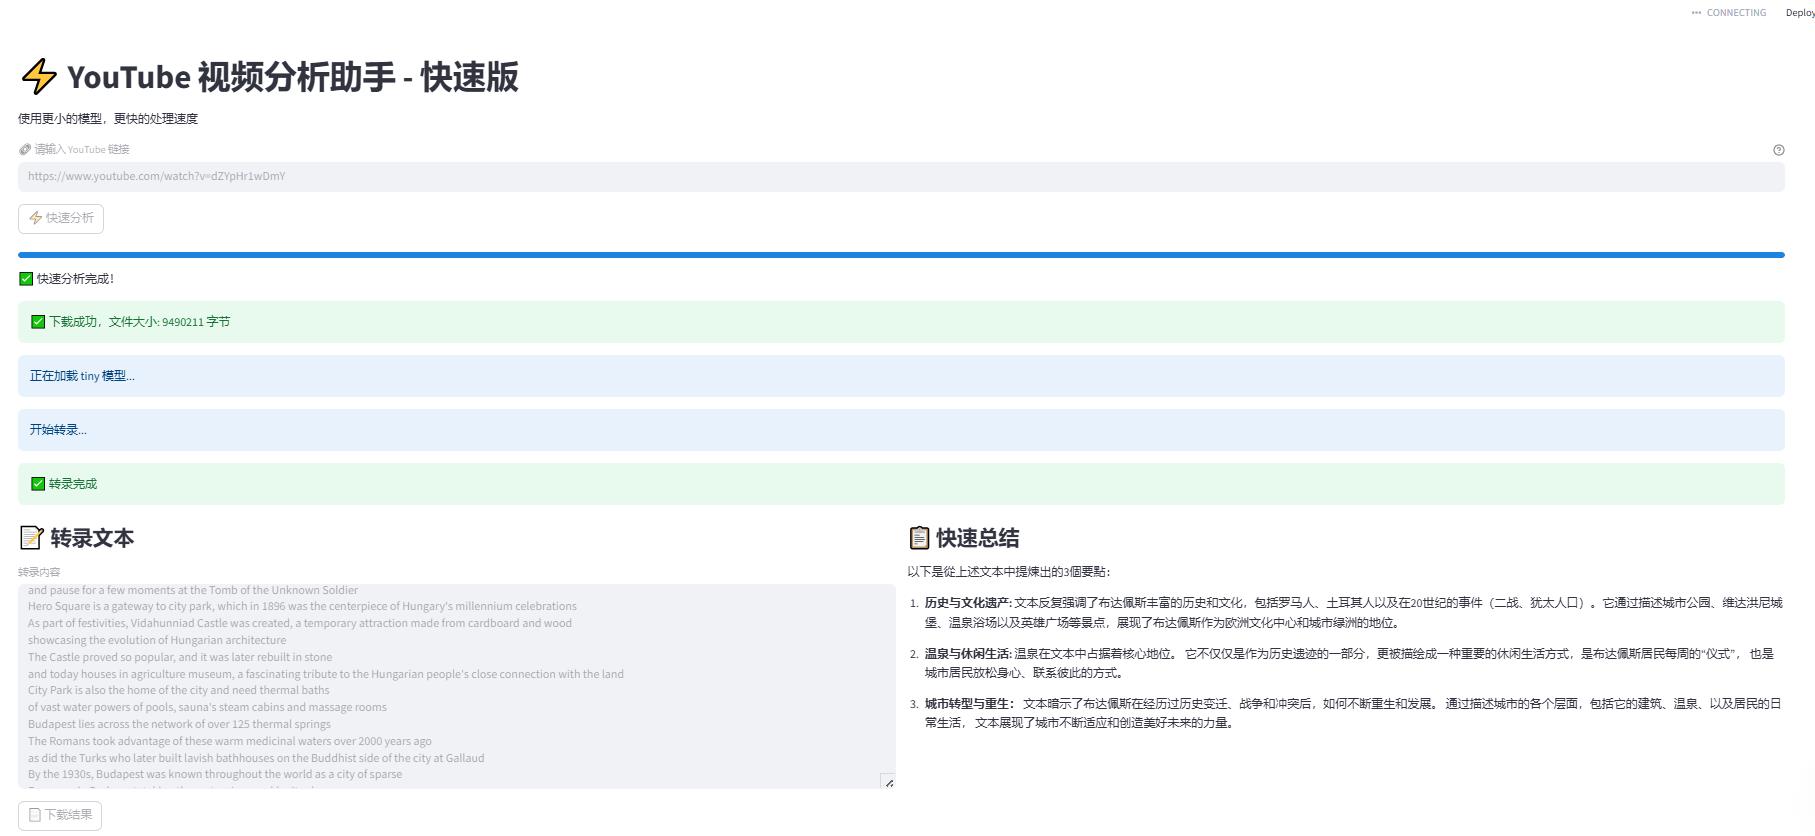 CONNECTING
Deploy
YouTube 视频分析助手 - 快速版
使用更小的模型，更快的处理速度
请输入 YouTube 链接
https://www.youtube.com/watch?v=dZYpHr1wDmY
快速分析
快速分析完成！
下载成功，文件大小: 9490211 字节
正在加载 tiny 模型...
开始转录...
转录完成
转录文本
转录内容
and pause for a few moments at the Tomb of the Unknown Soldier
Hero Square is a gateway to city park, which in 1896 was the centerpiece of Hungary's millennium celebrations
As part of festivities, Vidahunniad Castle was created, a temporary attraction made from cardboard and wood
showcasing the evolution of Hungarian architecture
The Castle proved so popular, and it was later rebuilt in stone
and today houses in agriculture museum, a fascinating tribute to the Hungarian people's close connection with the land
City Park is also the home of the city and need thermal baths
of vast water powers of pools, sauna's steam cabins and massage rooms
Budapest lies across the network of over 125 thermal springs
The Romans took advantage of these warm medicinal waters over 2000 years ago
as did the Turks who later built lavish bathhouses on the Buddhist side of the city at Gallaud
By the 1930s, Budapest was known throughout the world as a city of sparse
下载结果
快速总结
以下是從上述文本中提煉出的3個要點：
1. 历史与文化遗产: 文本反复强调了布达佩斯丰富的历史和文化，包括罗马人、土耳其人以及在20世纪的事件（二战、犹太人口）。它通过描述城市公园、维达洪尼城
堡、温泉浴场以及英雄广场等景点，展现了布达佩斯作为欧洲文化中心和城市绿洲的地位。
2. 温泉与休闲生活: 温泉在文本中占据着核心地位。 它不仅仅是作为历史遗迹的一部分，更被描绘成一种重要的休闲生活方式，是布达佩斯居民每周的“仪式”， 也是
城市居民放松身心、联系彼此的方式。
3. 城市转型与重生： 文本暗示了布达佩斯在经历过历史变迁、战争和冲突后，如何不断重生和发展。 通过描述城市的各个层面，包括它的建筑、温泉、以及居民的日
常生活， 文本展现了城市不断适应和创造美好未来的力量。